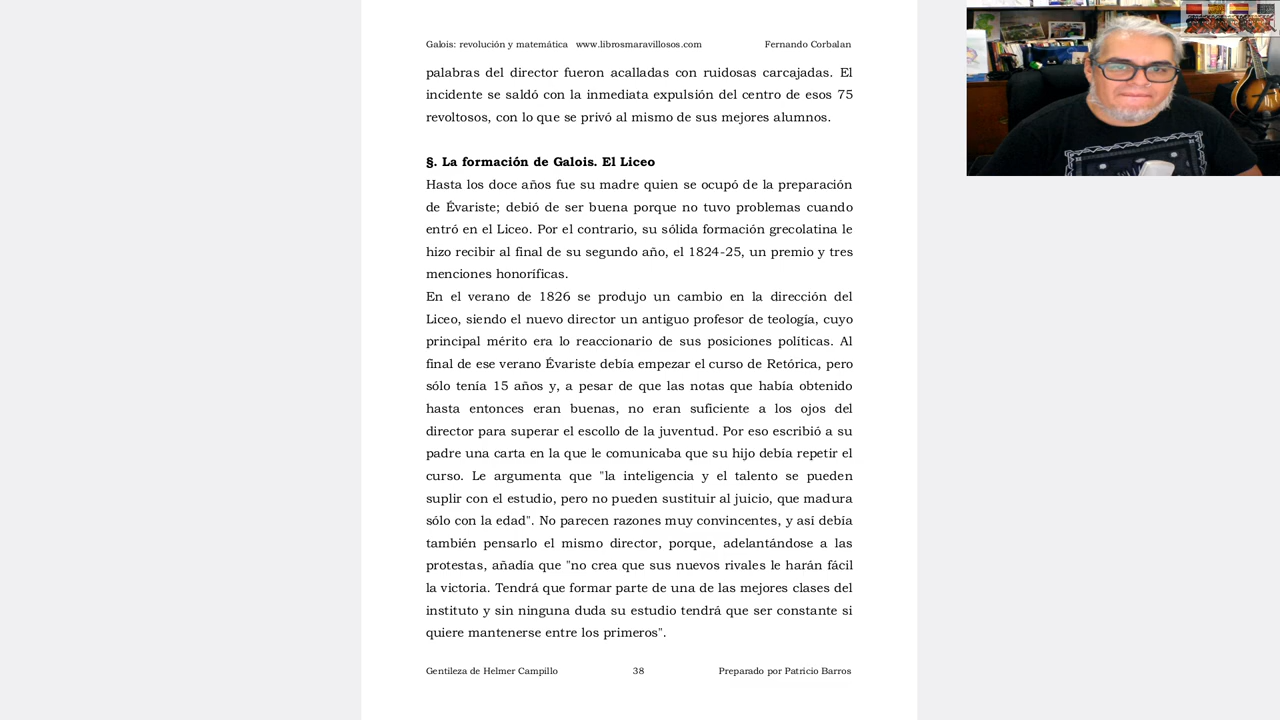 Galois: revolución y matemática www.librosmaravillosos.com Fernando Corbalan
palabras del director fueron acalladas con ruidosas carcajadas. El
incidente se saldó con la inmediata expulsión del centro de esos 75
revoltosos, con lo que se privó al mismo de sus mejores alumnos.
§. La formación de Galois. El Liceo
Hasta los doce años fue su madre quien se ocupó de la preparación
de Évariste; debió de ser buena porque no tuvo problemas cuando
entró en el Liceo. Por el contrario, su sólida formación grecolatina le
hizo recibir al final de su segundo año, el 1824-25, un premio y tres
menciones honoríficas.
En el verano de 1826 se produjo un cambio en la dirección del
Liceo, siendo el nuevo director un antiguo profesor de teología, cuyo
principal mérito era lo reaccionario de sus posiciones políticas. Al
final de ese verano Évariste debía empezar el curso de Retórica, pero
sólo tenía 15 años y, a pesar de que las notas que había obtenido
hasta entonces eran buenas, no eran suficiente a los ojos del
director para superar el escollo de la juventud. Por eso escribió a su
padre una carta en la que le comunicaba que su hijo debía repetir el
curso. Le argumenta que "la inteligencia y el talento se pueden
suplir con el estudio, pero no pueden sustituir al juicio, que madura
sólo con la edad". No parecen razones muy convincentes, y así debía
también pensarlo el mismo director, porque, adelantándose a las
protestas, añadía que "no crea que sus nuevos rivales le harán fácil
la victoria. Tendrá que formar parte de una de las mejores clases del
instituto y sin ninguna duda su estudio tendrá que ser constante si
quiere mantenerse entre los primeros".
Gentileza de Helmer Campillo 38 Preparado por Patricio Barros